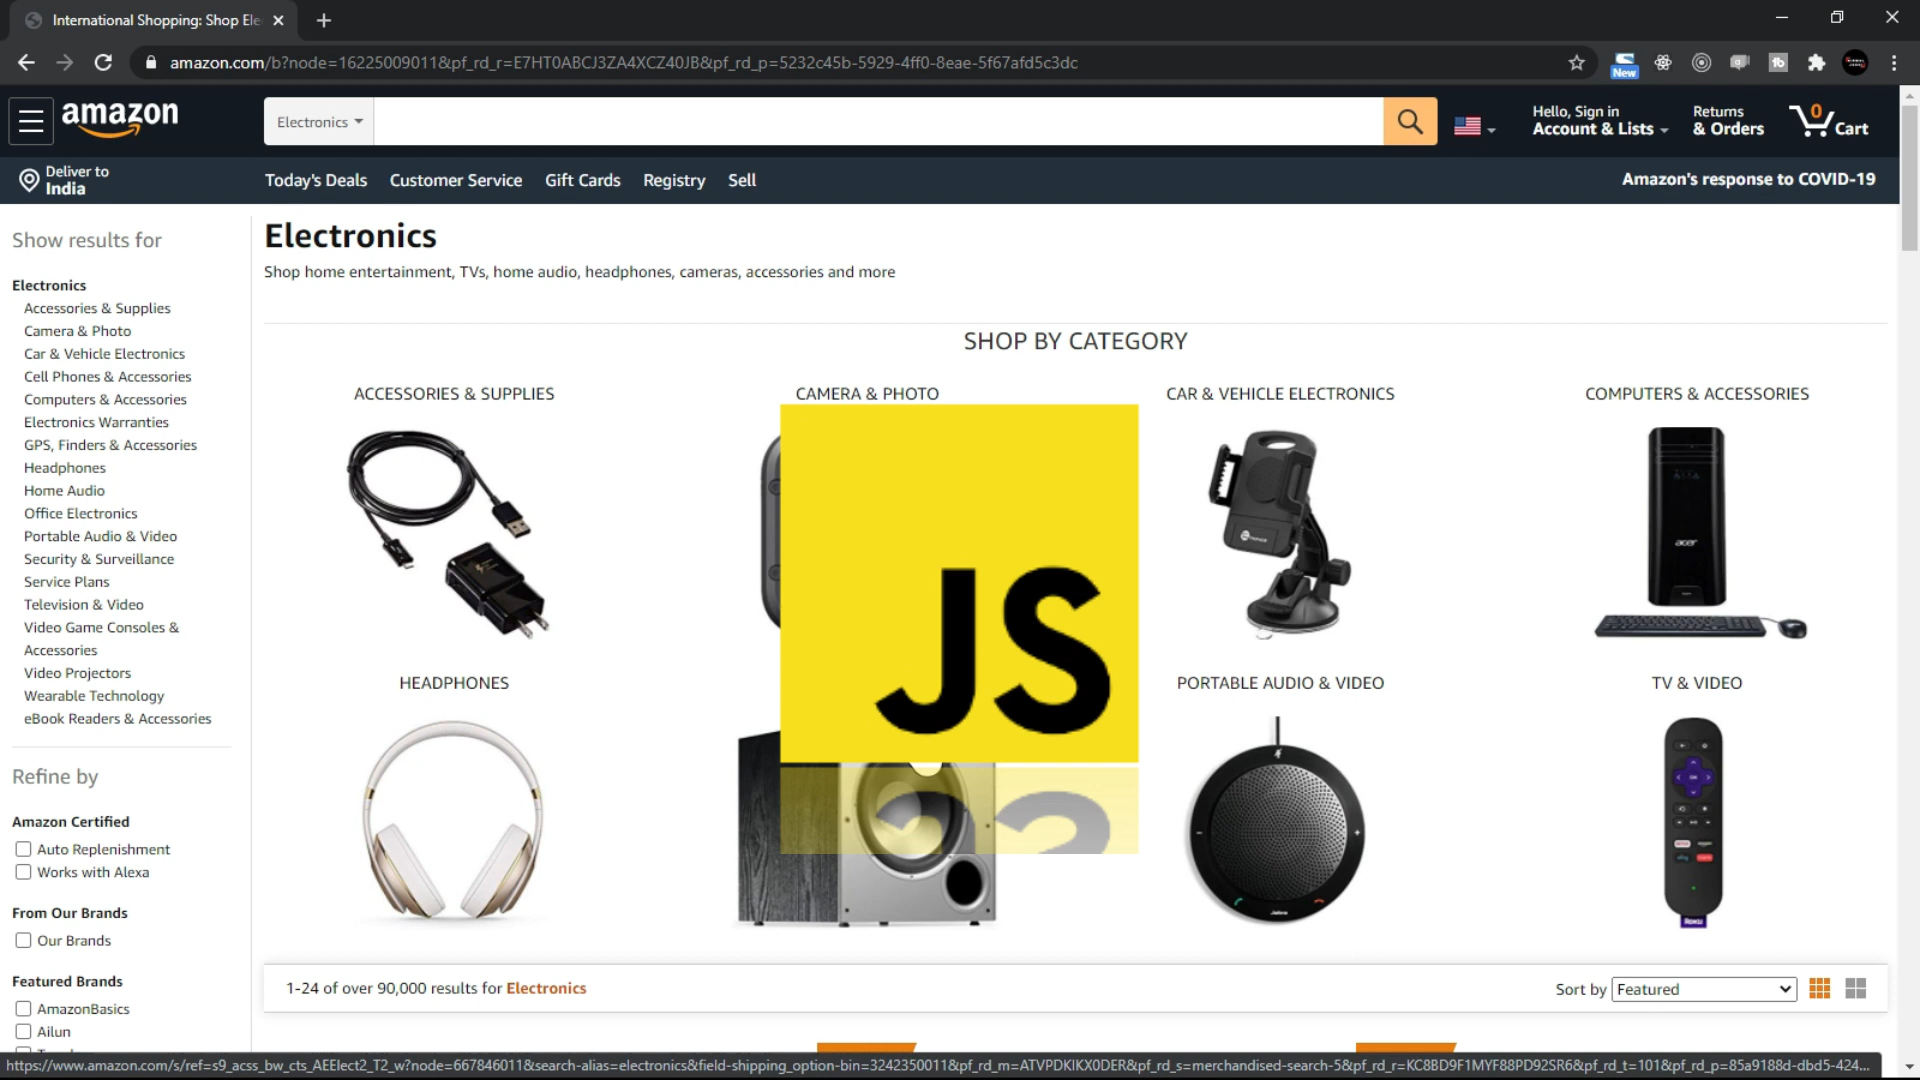 International Shopping: Shop Ele
amazon.com/b?node=16225009011&pf_rd_r=E7HT0ABCJ3ZA4XCZ40JB&pf_rd_p=5232c45b-5929-4ff0-8eae-5f67afd5c3dc
New
amazon
Electronics
Hello, Sign in
Account & Lists
Returns
& Orders
0
Cart
Deliver to
India
Today's Deals
Customer Service
Gift Cards
Registry
Sell
Amazon's response to COVID-19
Show results for
Electronics
Accessories & Supplies
Camera & Photo
Car & Vehicle Electronics
Cell Phones & Accessories
Computers & Accessories
Electronics Warranties
GPS, Finders & Accessories
Headphones
Home Audio
Office Electronics
Portable Audio & Video
Security & Surveillance
Service Plans
Television & Video
Video Game Consoles &
Accessories
Video Projectors
Wearable Technology
eBook Readers & Accessories
Refine by
Amazon Certified
Auto Replenishment
Works with Alexa
From Our Brands
Our Brands
Featured Brands
AmazonBasics
Ailun
Electronics
Shop home entertainment, TVs, home audio, headphones, cameras, accessories and more
SHOP BY CATEGORY
ACCESSORIES & SUPPLIES
CAMERA & PHOTO
CAR & VEHICLE ELECTRONICS
COMPUTERS & ACCESSORIES
acer
JS
HEADPHONES
PORTABLE AUDIO & VIDEO
TV & VIDEO
Jabra
Roku
1-24 of over 90,000 results for Electronics
Sort by Featured
https://www.amazon.com/s/ref=s9_acss_bw_cts_AEElect2_T2_w?node=667846011&search-alias=electronics&field-shipping_option-bin=3242350011&pf_rd_m=ATVPDKIKX0DER&pf_rd_s=merchandised-search-5&pf_rd_r=KC8BD9F1MYF88PD92SR6&pf_rd_t=101&pf_rd_p=85a9188d-dbd5-424...